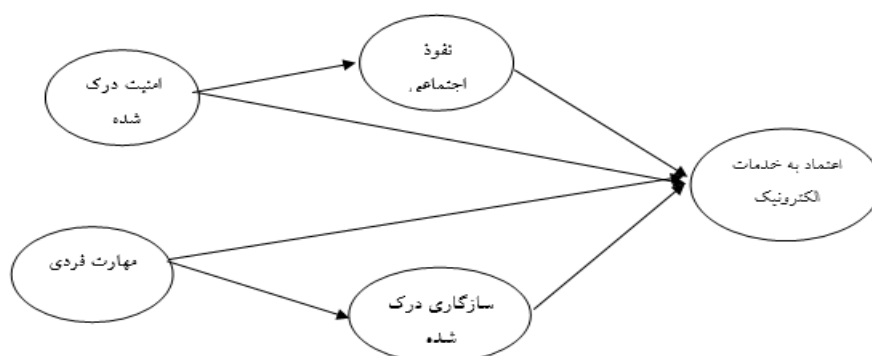 نفوذ
اجتماعی
امنیت درک
شده
اعتماد به خدمات
الکترونیک
مهارت فردی
سازگاری درک
شده